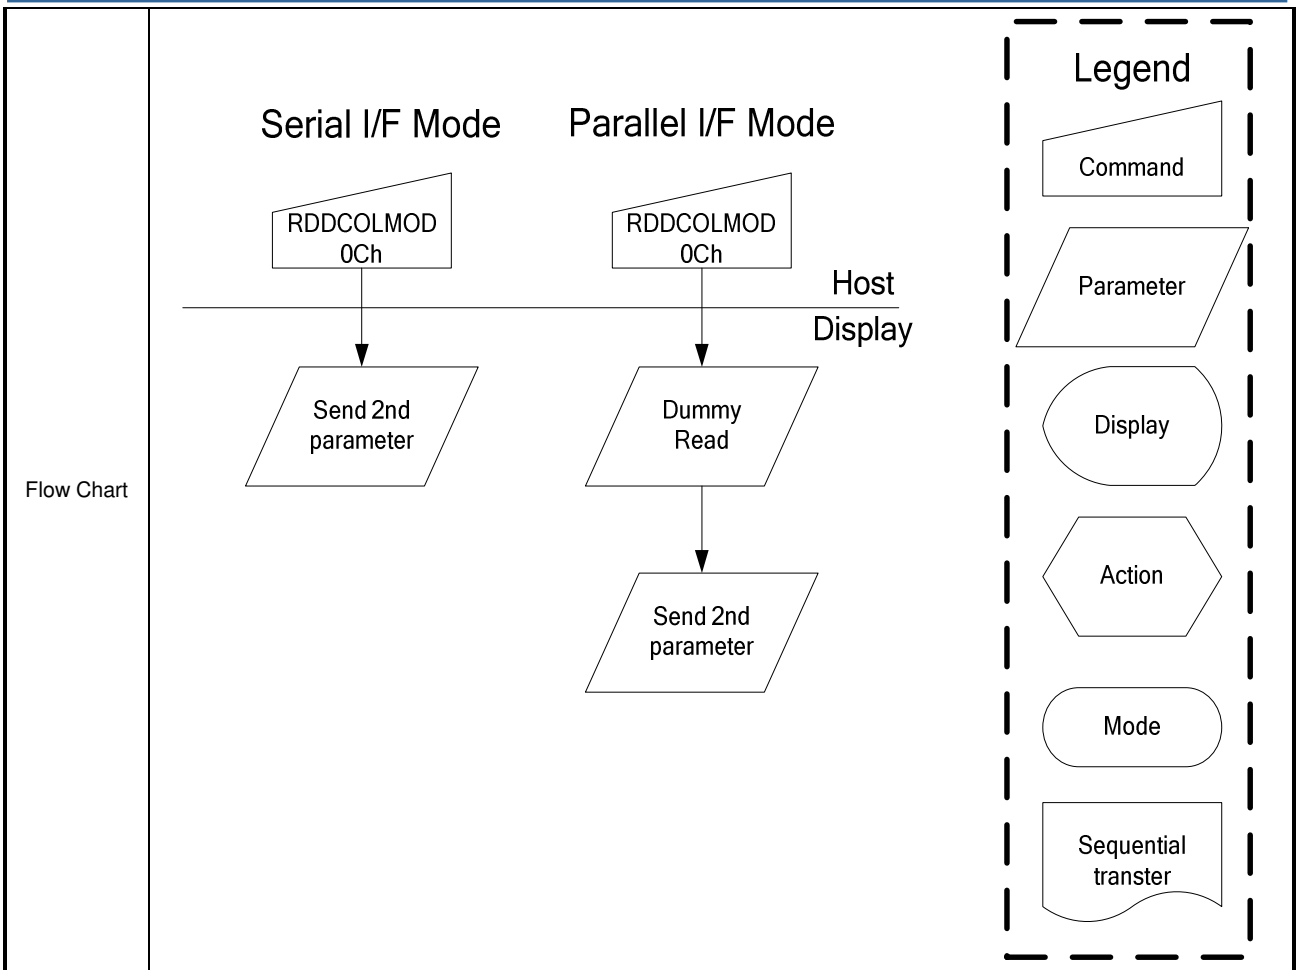 Flow Chart
Serial I/F Mode
RDDCOLMOD
0Ch
Send 2nd
parameter
Parallel I/F Mode
RDDCOLMOD
0Ch
Dummy
Read
Send 2nd
parameter
Host
Display
Legend
Command
Parameter
Display
Action
Mode
Sequential
transter